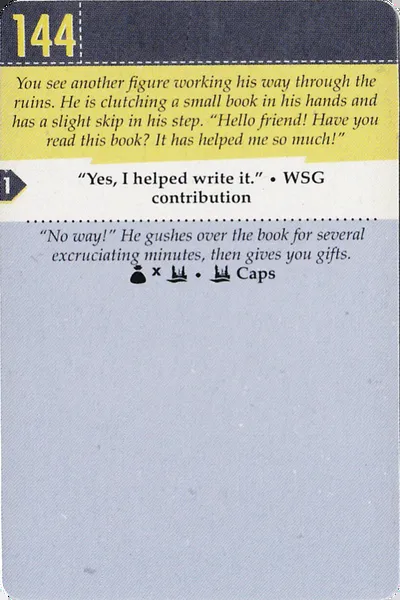 144
You see another figure working his way through the
ruins. He is clutching a small book in his hands and
has a slight skip in his step. “Hello friend! Have you
read this book? It has helped me so much!”
1
“Yes, I helped write it.” • WSG
contribution
“No way!” He gushes over the book for several
excruciating minutes, then gives you gifts.
x • Caps